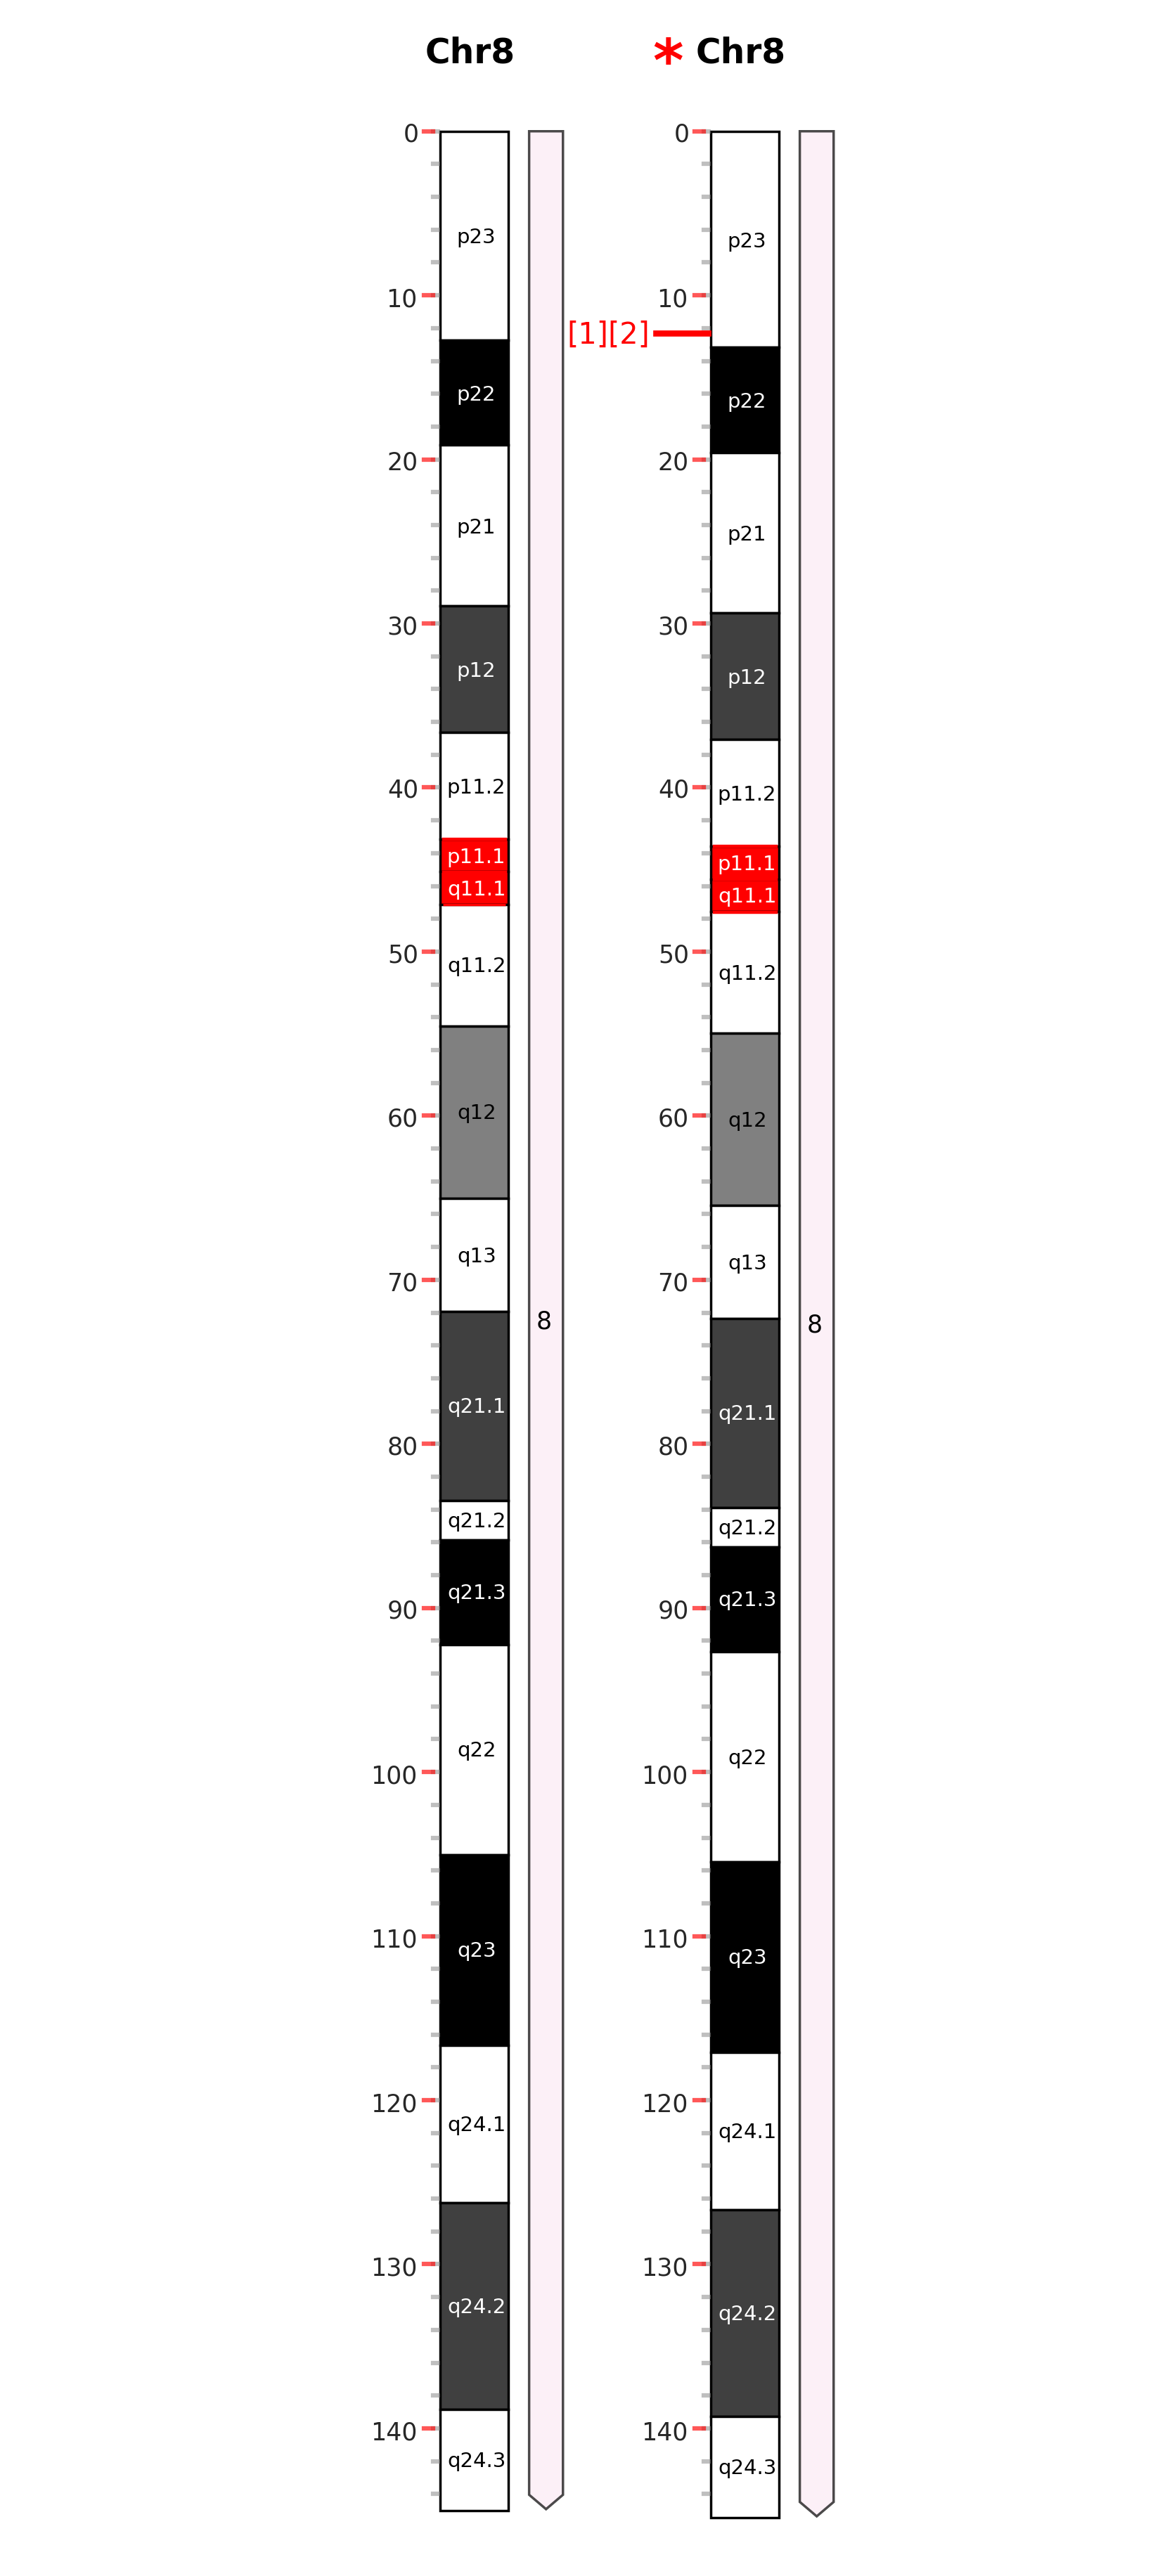 Chr8 * Chr8
0 0
p23 p23
10 10
[1][2]
p22 p22
20 20
p21 p21
30 30
p12 p12
p11.2 p11.2
40 40
p11.1 p11.1
q11.1 q11.1
50 50
q11.2 q11.2
60 60
q12 q12
q13 q13
70 70
8 8
q21.1 q21.1
80 80
q21.2 q21.2
q21.3 q21.3
90 90
q22 q22
100 100
110 110
q23 q23
120 120
q24.1 q24.1
130 130
q24.2 q24.2
140 140
q24.3 q24.3